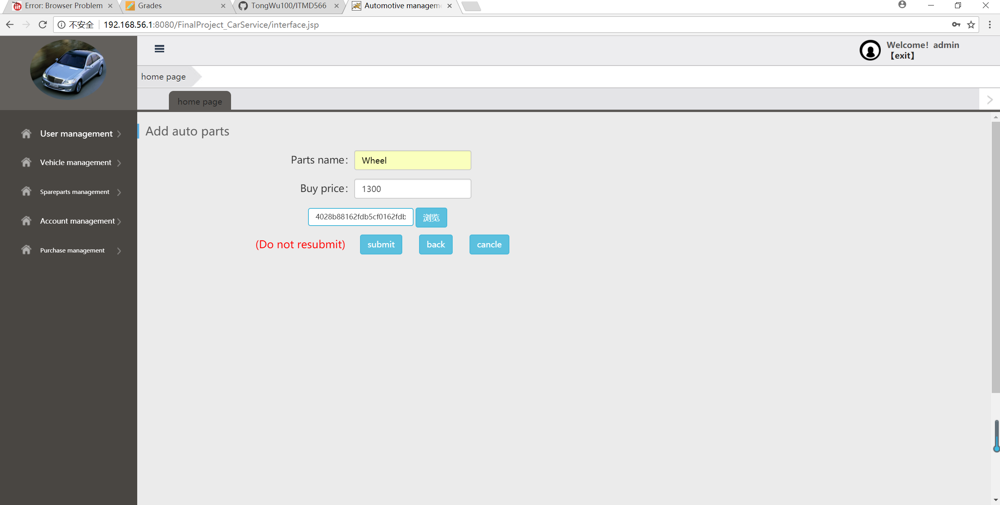 Error: Browser Problem
Grades
TongWu100/ITMD566
Automotive managem
不安全
192.168.56.1:8080/FinalProject_CarService/interface.jsp
Welcome! admin
【exit】
home page
home page
User management
Vehicle management
Spareparts management
Account management
Purchase management
Add auto parts
Parts name:
Wheel
Buy price:
1300
4028b88162fdb5cf0162fdb
浏览
(Do not resubmit)
submit
back
cancle